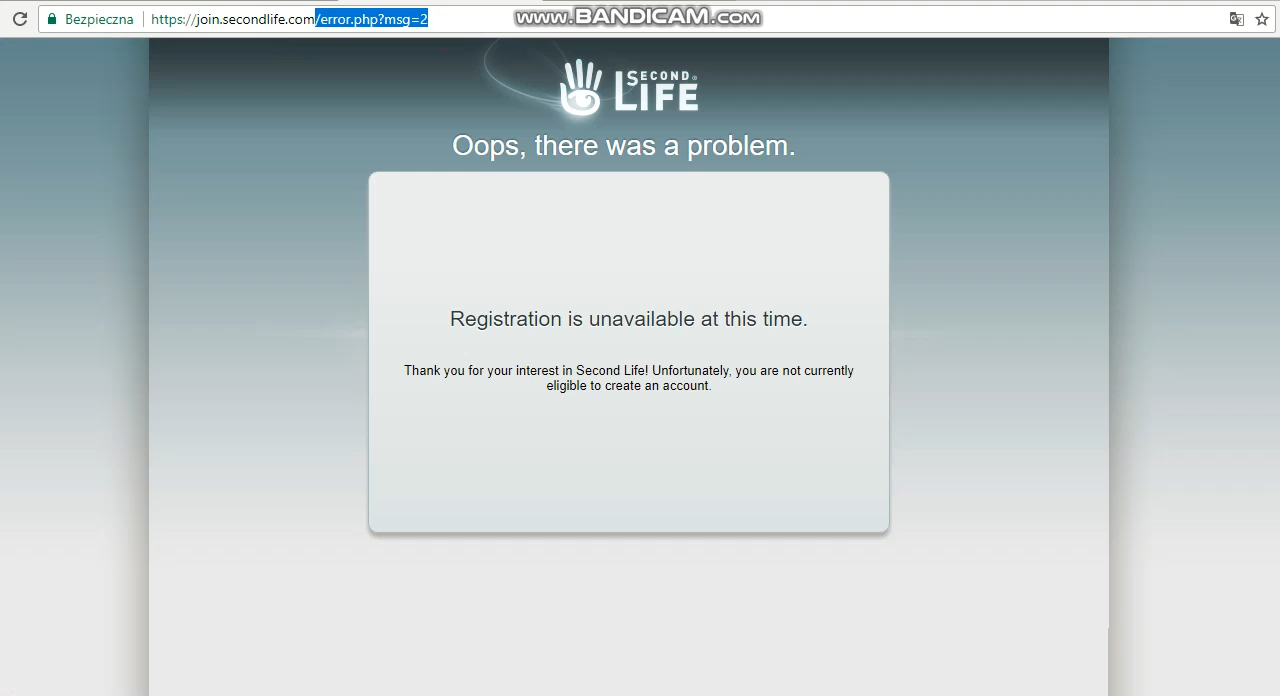 Bezpieczna https://join.secondlife.com/error.php?msg=2
www.BANDICAM.com
SECOND®
LIFE
Oops, there was a problem.
Registration is unavailable at this time.
Thank you for your interest in Second Life! Unfortunately, you are not currently
eligible to create an account.